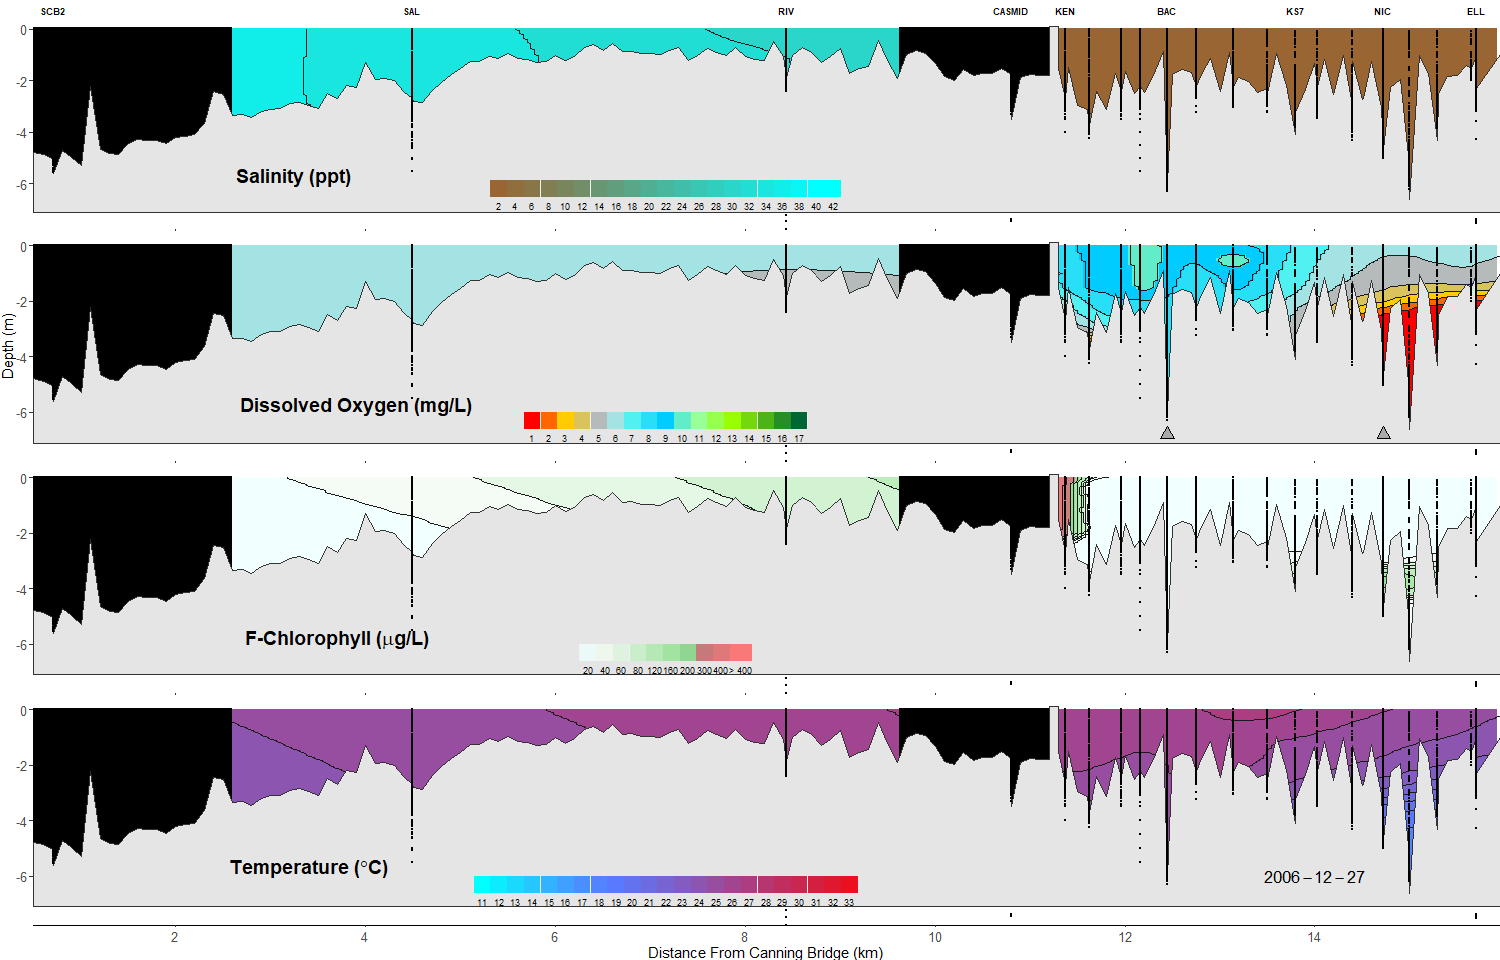 SCB2 SAL RIV CASMID KEN BAC KS7 NIC ELL
0
-2
-4
-6
Salinity (ppt)
2 4 6 8 10 12 14 16 18 20 22 24 26 28 30 32 34 36 38 40 42
0
-2
-4
-6
Depth (m)
Dissolved Oxygen (mg/L)
1 2 3 4 5 6 7 8 9 10 11 12 13 14 15 16 17
0
-2
-4
-6
F-Chlorophyll (μg/L)
20 40 60 80 120 160 200 300 400 > 400
0
-2
-4
-6
Temperature (°C)
2006 – 12 – 27
11 12 13 14 15 16 17 18 19 20 21 22 23 24 25 26 27 28 29 30 31 32 33
2 4 6 8 10 12 14
Distance From Canning Bridge (km)